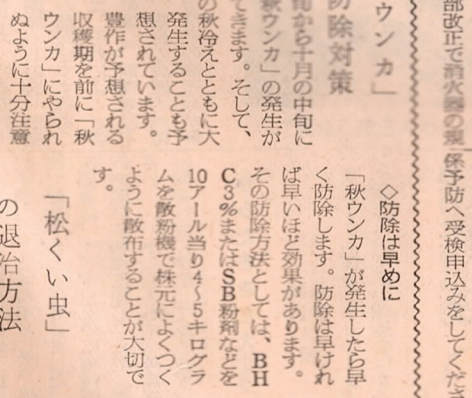 部改正で消火器の規
保予防へ受検申込みをしてくださ
ウンカ」
防除対策
旬から十月の中旬に
秋ウンカ」の発生が
てきます。そして、
の秋冷えとともに大
発生することも予
想されています。
豊作が予想される
収穫期を前に「秋
ウンカ」にやられ
ぬように十分注意
◇防除は早めに
「秋ウンカ」が発生したら早
く防除します。防除は早けれ
ば早いほど効果があります。
その防除方法としては、BH
C3%またはSB粉剤などを
10アール当り4~5キログラ
ムを散粉機で株元によくつく
ように散布することが大切で
す。
「松くい虫」
の退治方法